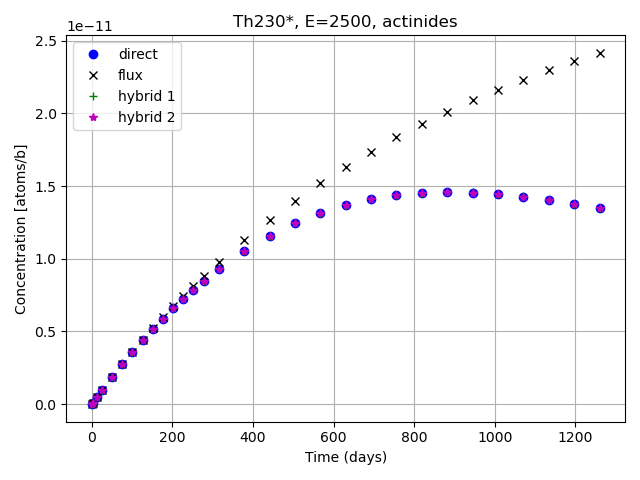 Th230*, E=2500, actinides
1e−11
direct
flux
hybrid 1
hybrid 2
Concentration [atoms/b]
2.5
2.0
1.5
1.0
0.5
0.0
0 200 400 600 800 1000 1200
Time (days)